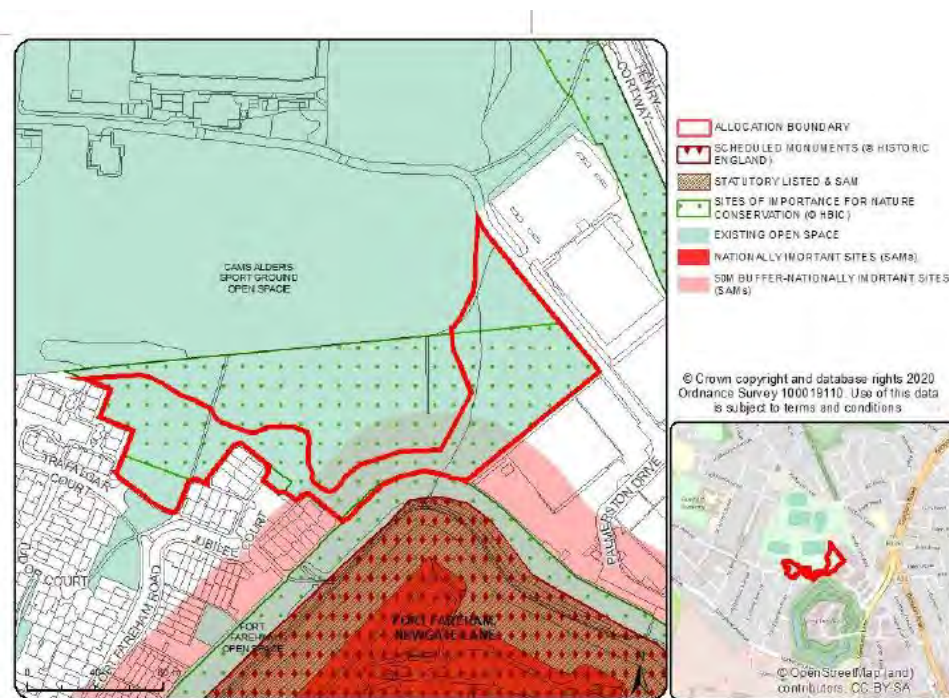 HENRY
CORTWAY
CAMS ALDERS
SPORT GROUND
OPEN SPACE
TRAFALGAR
COURT
JUBILEE COURT
COURT
FAREHAM ROAD
PALMERSTON DRIVE
FORT
FAREHAM
OPEN SPACE
FORT FAREHAM,
NEWGATE LANE
0
ALLOCATION BOUNDARY
SCHEDULED MONUMENTS (® HISTORIC
ENGLAND)
STATUTORY LISTED & SAM
SITES OF IMPORTANCE FOR NATURE
CONSERVATION (© HBIC)
EXISTING OPEN SPACE
NATIONALLY IMORTANT SITES (SAMs)
50M BUFFER-NATIONALLY IMORTANT SITES
(SAMs)
© Crown copyright and database rights 2020
Ordnance Survey 100019110. Use of this data
is subject to terms and conditions
© OpenStreetMap (and)
contributors, CC-BY-SA